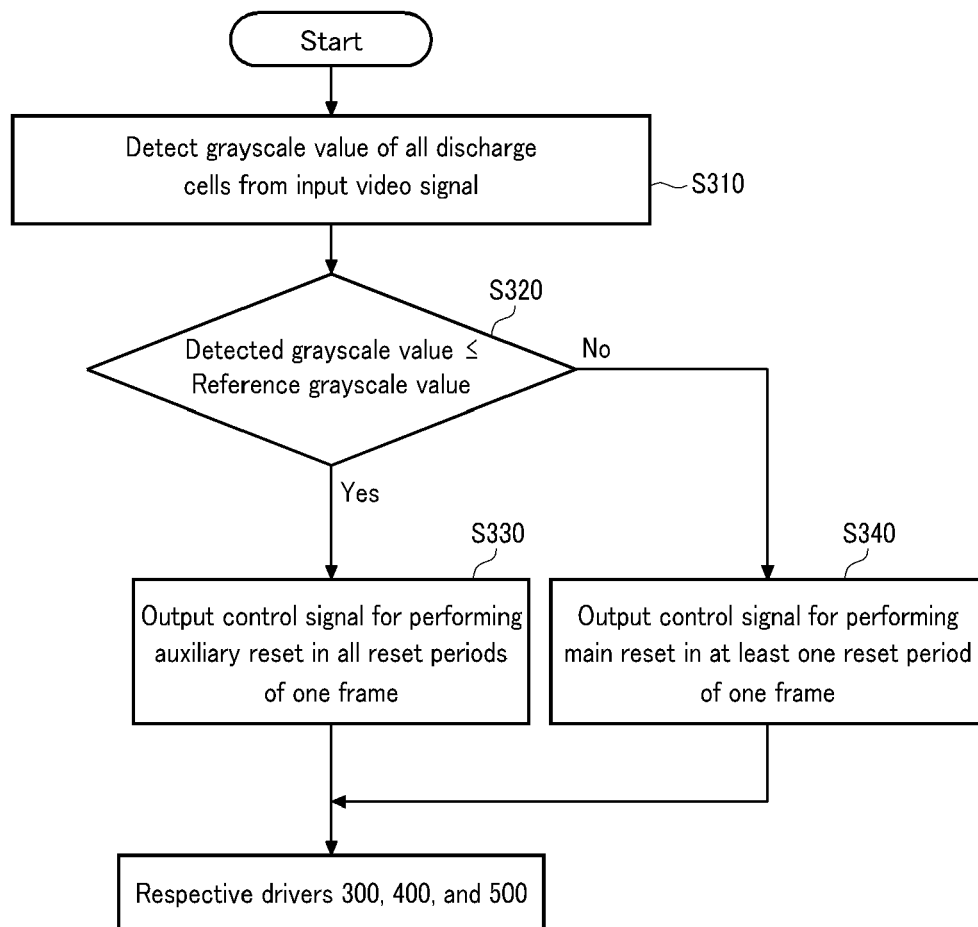 Start
Detect grayscale value of all discharge
cells from input video signal
S310
S320
Detected grayscale value ≤
Reference grayscale value
No
Yes
S330
S340
Output control signal for performing
auxiliary reset in all reset periods
of one frame
Output control signal for performing
main reset in at least one reset period
of one frame
Respective drivers 300, 400, and 500